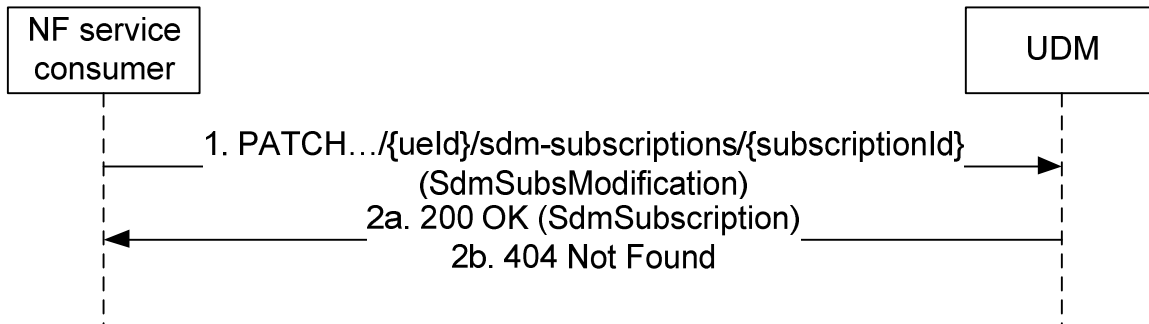 NF service
consumer
UDM
1. PATCH…/{ueId}/sdm-subscriptions/{subscriptionId}
(SdmSubsModification)
2a. 200 OK (SdmSubscription)
2b. 404 Not Found